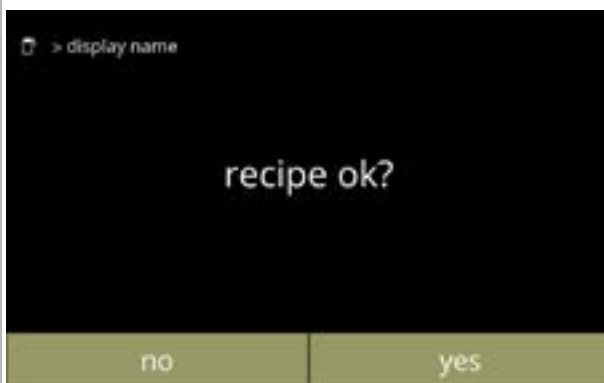 > display name
recipe ok?
no
yes